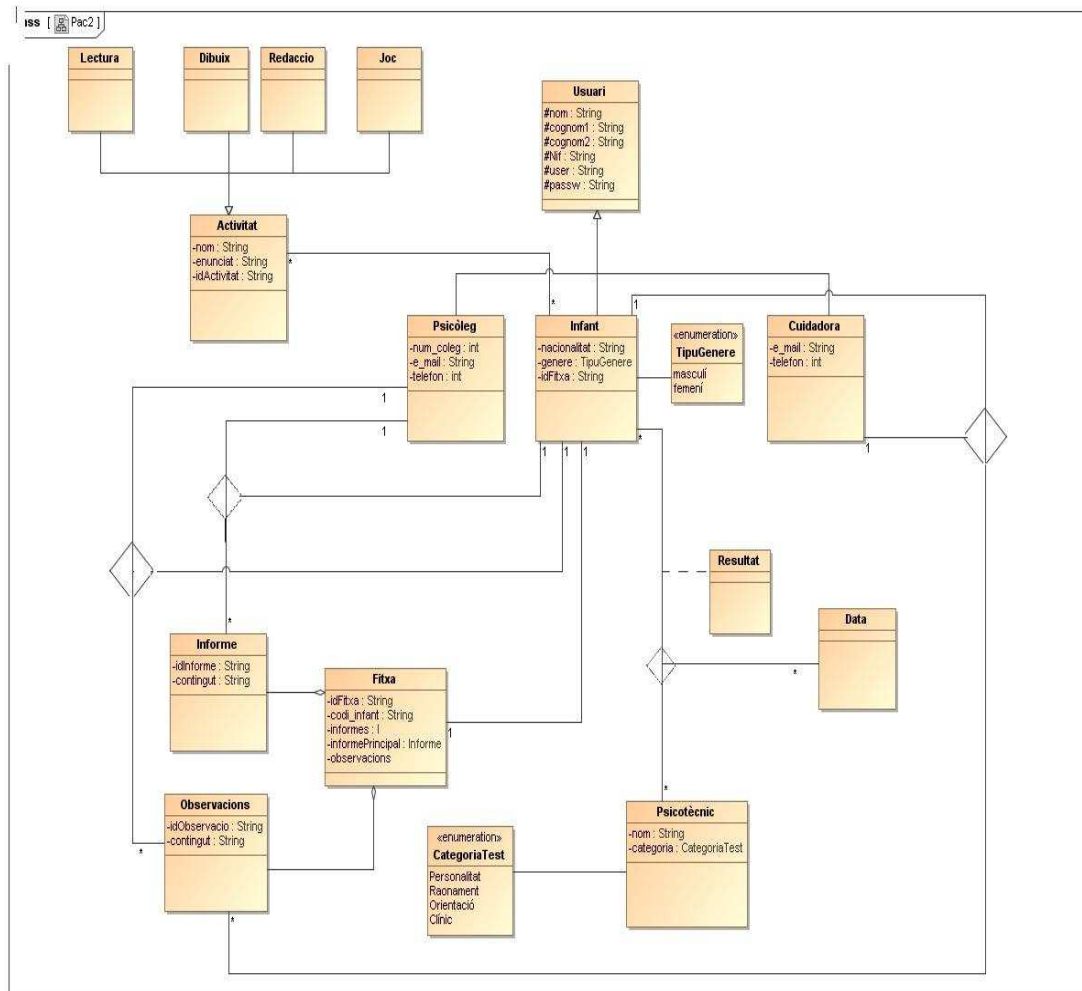 ass [ Pac2 ]
Lectura
Dibuix
Redaccio
Joc
Usuari
#nom : String
#cognom1 : String
#cognom2 : String
#Nif : String
#user : String
#passw : String
Activitat
-nom : String
-enunciat : String
-idActivitat : String
*
*
Psicòleg
-num_coleg : int
-e_mail : String
-telefon : int
1
1
Infant
-nacionalitat : String
-genere : TipuGenere
-idFitxa : String
1
*
1
1
1
«enumeration»
TipuGenere
masculí
femení
Cuidadora
-e_mail : String
-telefon : int
1
Resultat
Data
*
*
Informe
-idInforme : String
-contingut : String
Fitxa
-idFitxa : String
-codi_infant : String
-informes : I
-informePrincipal : Informe
-observacions
1
Observacions
-idObservacio : String
-contingut : String
*
*
«enumeration»
CategoriaTest
Personalitat
Raonament
Orientació
Clínic
*
Psicotècnic
-nom : String
-categoria : CategoriaTest